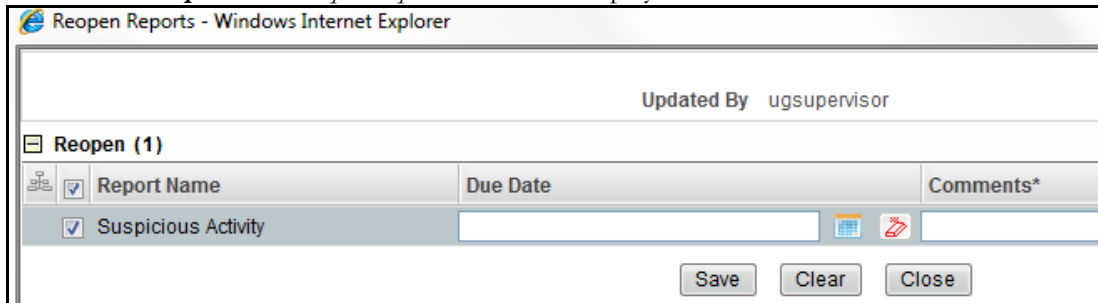 Reopen Reports - Windows Internet Explorer
Updated By ugsupervisor
Reopen (1)
Report Name Due Date Comments*
Suspicious Activity
Save Clear Close